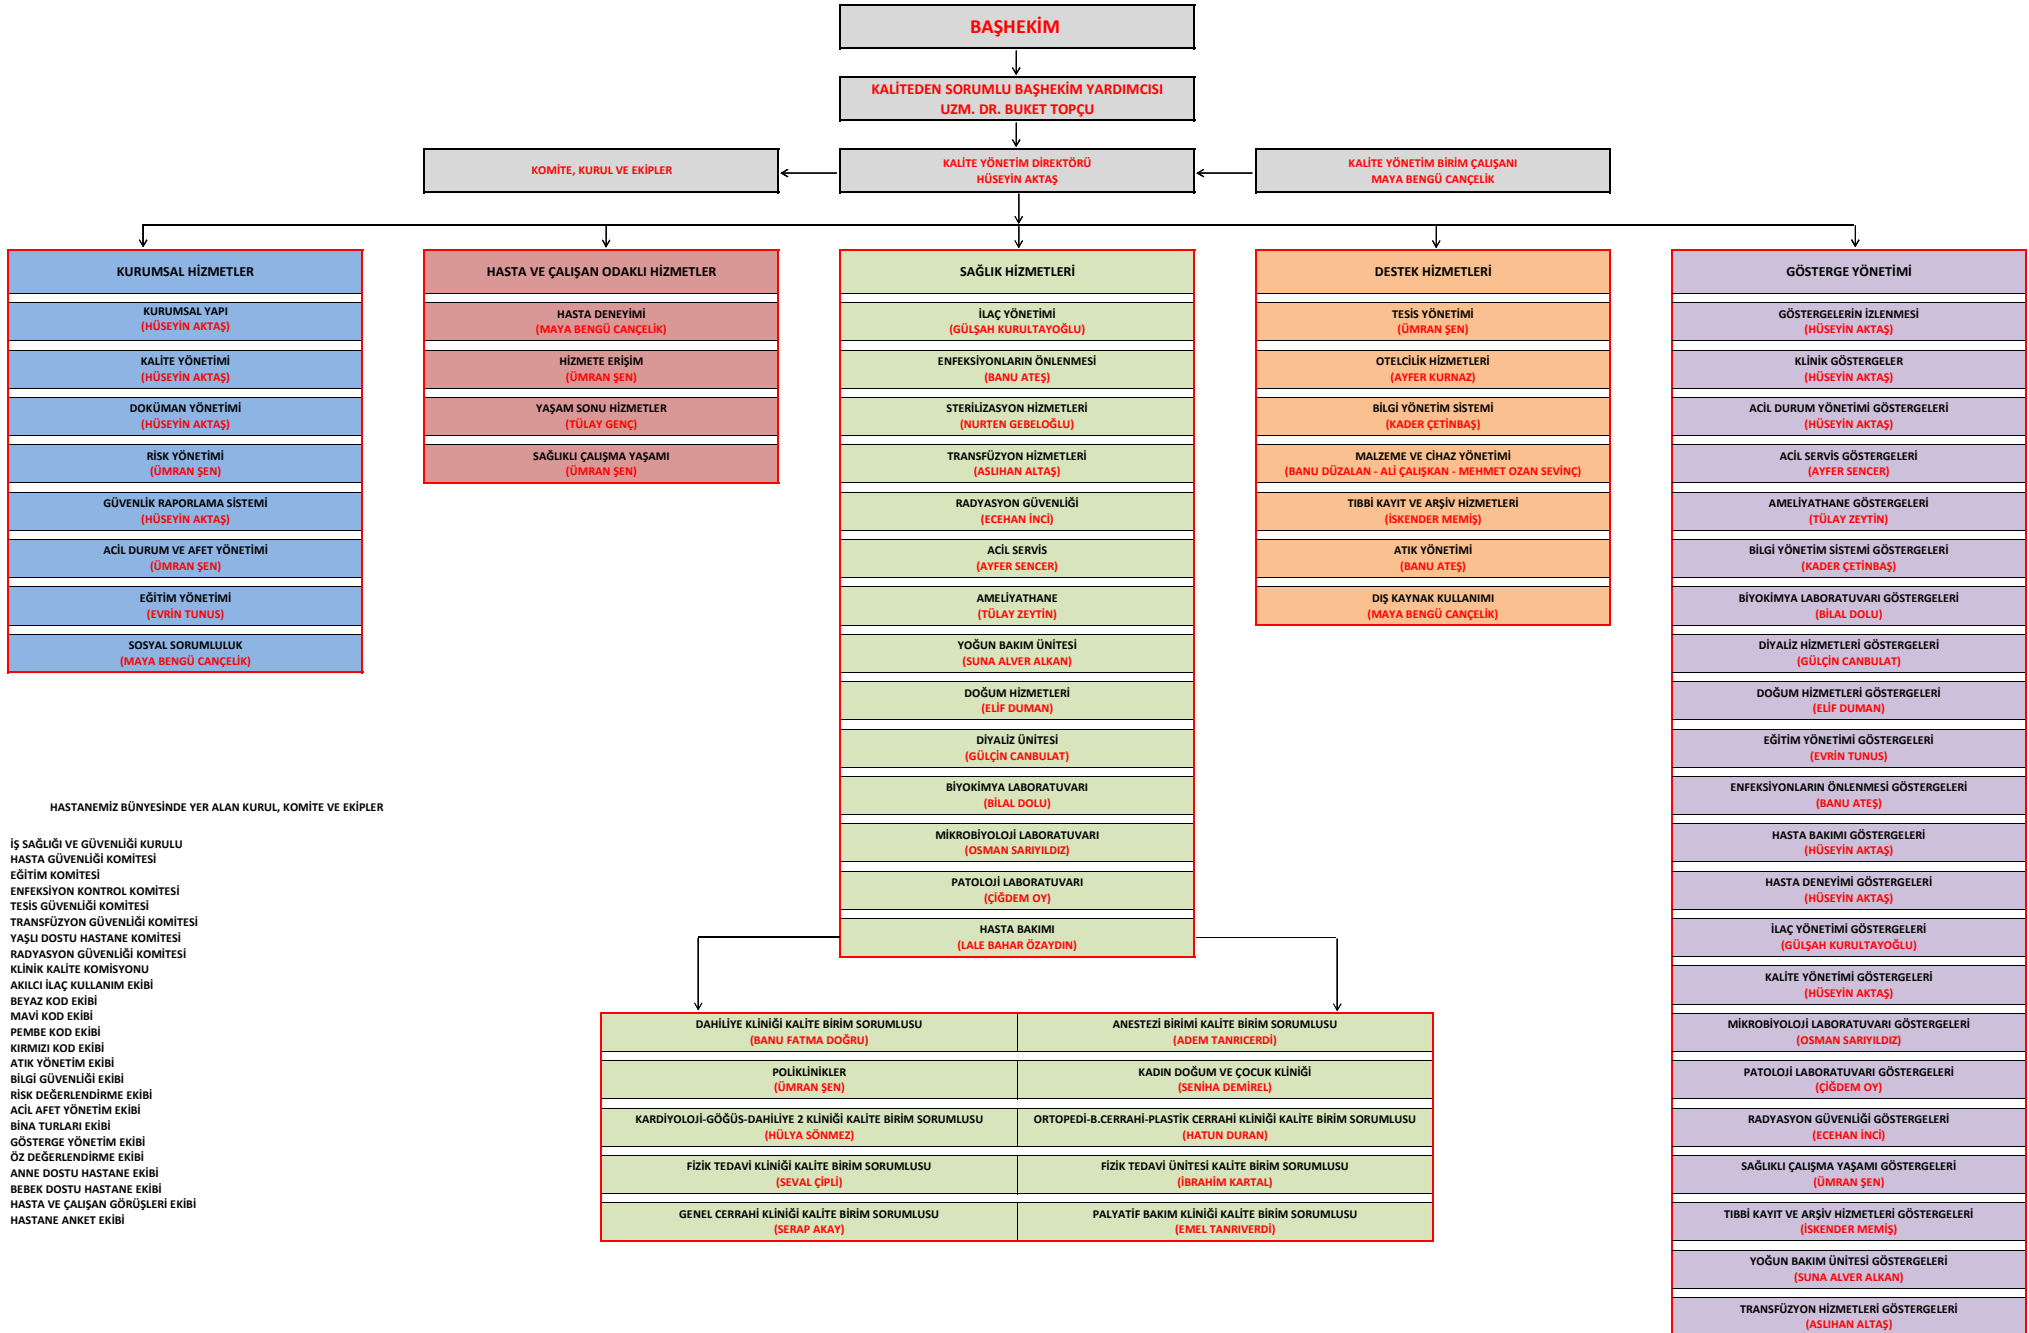 BAŞHEKİM
KALİTEDEN SORUMLU BAŞHEKİM YARDIMCISI
UZM. DR. BUKET TOPÇU
KOMİTE, KURUL VE EKİPLER
KALİTE YÖNETİM DİREKTÖRÜ
HÜSEYİN AKTAŞ
KALİTE YÖNETİM BİRİM ÇALIŞANI
MAYA BENGÜ CANÇELİK
KURUMSAL HİZMETLER
KURUMSAL YAPI
(HÜSEYİN AKTAŞ)
KALİTE YÖNETİMİ
(HÜSEYİN AKTAŞ)
DOKÜMAN YÖNETİMİ
(HÜSEYİN AKTAŞ)
RİSK YÖNETİMİ
(ÜMRAN ŞEN)
GÜVENLİK RAPORLAMA SİSTEMİ
(HÜSEYİN AKTAŞ)
ACİL DURUM VE AFET YÖNETİMİ
(ÜMRAN ŞEN)
EĞİTİM YÖNETİMİ
(EVRİN TUNUS)
SOSYAL SORUMLULUK
(MAYA BENGÜ CANÇELİK)
HASTA VE ÇALIŞAN ODAKLI HİZMETLER
HASTA DENEYİMİ
(MAYA BENGÜ CANÇELİK)
HİZMETE ERİŞİM
(ÜMRAN ŞEN)
YAŞAM SONU HİZMETLER
(TÜLAY GENÇ)
SAĞLIKLI ÇALIŞMA YAŞAMI
(ÜMRAN ŞEN)
SAĞLIK HİZMETLERİ
İLAÇ YÖNETİMİ
(GÜLŞAH KURULTAYOĞLU)
ENFEKSİYONLARIN ÖNLENMESİ
(BANU ATEŞ)
STERİLİZASYON HİZMETLERİ
(NURTEN GEBELOĞLU)
TRANSFÜZYON HİZMETLERİ
(ASLIHAN ALTAŞ)
RADYASYON GÜVENLİĞİ
(ECEHAN İNCİ)
ACİL SERVİS
(AYFER SENCER)
AMELİYATHANE
(TÜLAY ZEYTİN)
YOĞUN BAKIM ÜNİTESİ
(SUNA ALVER ALKAN)
DOĞUM HİZMETLERİ
(ELİF DUMAN)
DİYALİZ ÜNİTESİ
(GÜLÇİN CANBULAT)
BİYOKİMYA LABORATUVARI
(BİLAL DOLU)
MİKROBİYOLOJİ LABORATUVARI
(OSMAN SARIYILDIZ)
PATOLOJİ LABORATUVARI
(ÇİĞDEM OY)
HASTA BAKIMI
(LALE BAHAR ÖZAYDIN)
DESTEK HİZMETLERİ
TESİS YÖNETİMİ
(ÜMRAN ŞEN)
OTELCİLİK HİZMETLERİ
(AYFER KURNAZ)
BİLGİ YÖNETİM SİSTEMİ
(KADER ÇETİNBAŞ)
MALZEME VE CİHAZ YÖNETİMİ
(BANU DÜZALAN - ALİ ÇALIŞKAN - MEHMET OZAN SEVİNÇ)
TIBBİ KAYIT VE ARŞİV HİZMETLERİ
(İSKENDER MEMİŞ)
ATIK YÖNETİMİ
(BANU ATEŞ)
DIŞ KAYNAK KULLANIMI
(MAYA BENGÜ CANÇELİK)
GÖSTERGE YÖNETİMİ
GÖSTERGELERİN İZLENMESİ
(HÜSEYİN AKTAŞ)
KLİNİK GÖSTERGELER
(HÜSEYİN AKTAŞ)
ACİL DURUM YÖNETİMİ GÖSTERGELERİ
(HÜSEYİN AKTAŞ)
ACİL SERVİS GÖSTERGELERİ
(AYFER SENCER)
AMELİYATHANE GÖSTERGELERİ
(TÜLAY ZEYTİN)
BİLGİ YÖNETİM SİSTEMİ GÖSTERGELERİ
(KADER ÇETİNBAŞ)
BİYOKİMYA LABORATUVARI GÖSTERGELERİ
(BİLAL DOLU)
DİYALİZ HİZMETLERİ GÖSTERGELERİ
(GÜLÇİN CANBULAT)
DOĞUM HİZMETLERİ GÖSTERGELERİ
(ELİF DUMAN)
EĞİTİM YÖNETİMİ GÖSTERGELERİ
(EVRİN TUNUS)
ENFEKSİYONLARIN ÖNLENMESİ GÖSTERGELERİ
(BANU ATEŞ)
HASTA BAKIMI GÖSTERGELERİ
(HÜSEYİN AKTAŞ)
HASTA DENEYİMİ GÖSTERGELERİ
(HÜSEYİN AKTAŞ)
İLAÇ YÖNETİMİ GÖSTERGELERİ
(GÜLŞAH KURULTAYOĞLU)
KALİTE YÖNETİMİ GÖSTERGELERİ
(HÜSEYİN AKTAŞ)
MİKROBİYOLOJİ LABORATUVARI GÖSTERGELERİ
(OSMAN SARIYILDIZ)
PATOLOJİ LABORATUVARI GÖSTERGELERİ
(ÇİĞDEM OY)
RADYASYON GÜVENLİĞİ GÖSTERGELERİ
(ECEHAN İNCİ)
SAĞLIKLI ÇALIŞMA YAŞAMI GÖSTERGELERİ
(ÜMRAN ŞEN)
TIBBİ KAYIT VE ARŞİV HİZMETLERİ GÖSTERGELERİ
(İSKENDER MEMİŞ)
YOĞUN BAKIM ÜNİTESİ GÖSTERGELERİ
(SUNA ALVER ALKAN)
TRANSFÜZYON HİZMETLERİ GÖSTERGELERİ
(ASLIHAN ALTAŞ)
HASTANEMİZ BÜNYESİNDE YER ALAN KURUL, KOMİTE VE EKİPLER
İŞ SAĞLIĞI VE GÜVENLİĞİ KURULU
HASTA GÜVENLİĞİ KOMİTESİ
EĞİTİM KOMİTESİ
ENFEKSİYON KONTROL KOMİTESİ
TESİS GÜVENLİĞİ KOMİTESİ
TRANSFÜZYON GÜVENLİĞİ KOMİTESİ
YAŞLI DOSTU HASTANE KOMİTESİ
RADYASYON GÜVENLİĞİ KOMİTESİ
KLİNİK KALİTE KOMİSYONU
AKILCI İLAÇ KULLANIM EKİBİ
BEYAZ KOD EKİBİ
MAVİ KOD EKİBİ
PEMBE KOD EKİBİ
KIRMIZI KOD EKİBİ
ATIK YÖNETİM EKİBİ
BİLGİ GÜVENLİĞİ EKİBİ
RİSK DEĞERLENDİRME EKİBİ
ACİL AFET YÖNETİM EKİBİ
BİNA TURLARI EKİBİ
GÖSTERGE YÖNETİM EKİBİ
ÖZ DEĞERLENDİRME EKİBİ
ANNE DOSTU HASTANE EKİBİ
BEBEK DOSTU HASTANE EKİBİ
HASTA VE ÇALIŞAN GÖRÜŞLERİ EKİBİ
HASTANE ANKET EKİBİ
DAHİLİYE KLİNİĞİ KALİTE BİRİM SORUMLUSU
(BANU FATMA DOĞRU)
ANESTEZİ BİRİMİ KALİTE BİRİM SORUMLUSU
(ADEM TANRICERDİ)
POLİKLİNİKLER
(ÜMRAN ŞEN)
KADIN DOĞUM VE ÇOCUK KLİNİĞİ
(SENİHA DEMİREL)
KARDİYOLOJİ-GÖĞÜS-DAHİLİYE 2 KLİNİĞİ KALİTE BİRİM SORUMLUSU
(HÜLYA SÖNMEZ)
ORTOPEDİ-B.CERRAHİ-PLASTİK CERRAHİ KLİNİĞİ KALİTE BİRİM SORUMLUSU
(HATUN DURAN)
FİZİK TEDAVİ KLİNİĞİ KALİTE BİRİM SORUMLUSU
(SEVAL ÇİPLİ)
FİZİK TEDAVİ ÜNİTESİ KALİTE BİRİM SORUMLUSU
(İBRAHİM KARTAL)
GENEL CERRAHİ KLİNİĞİ KALİTE BİRİM SORUMLUSU
(SERAP AKAY)
PALYATİF BAKIM KLİNİĞİ KALİTE BİRİM SORUMLUSU
(EMEL TANRIVERDİ)